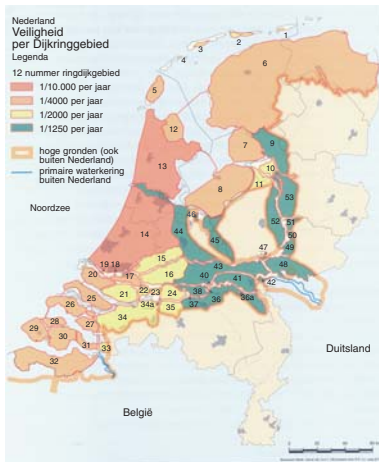 Nederland
Veiligheid
per Dijkringgebied
Legenda
12 nummer ringdijkgebied
1/10.000 per jaar
1/4000 per jaar
1/2000 per jaar
1/1250 per jaar
hoge gronden (ook
buiten Nederland)
primaire waterkering
buiten Nederland
Noordzee
Duitsland
België
1
2
3
4
5
6
7
8
9
10
11
12
13
14
15
16
17
18
19
20
21
22
23
24
25
26
27
28
29
30
31
32
33
34
34a
35
36
36a
37
38
40
41
42
43
44
45
46
47
48
49
50
51
52
53